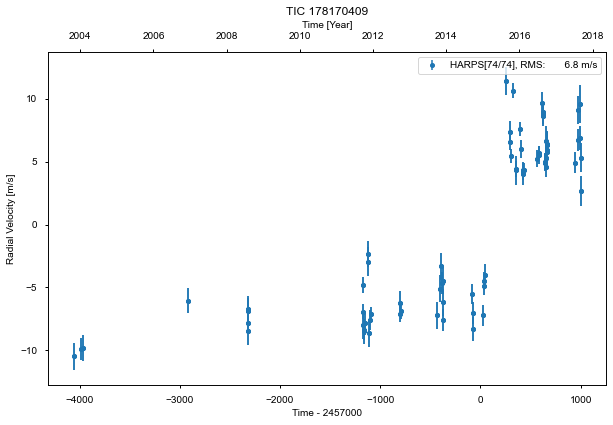 TIC 178170409
Time [Year]
2004 2006 2008 2010 2012 2014 2016 2018
HARPS[74/74], RMS: 6.8 m/s
Radial Velocity [m/s]
10
5
0
−5
−10
−4000 −3000 −2000 −1000 0 1000
Time - 2457000